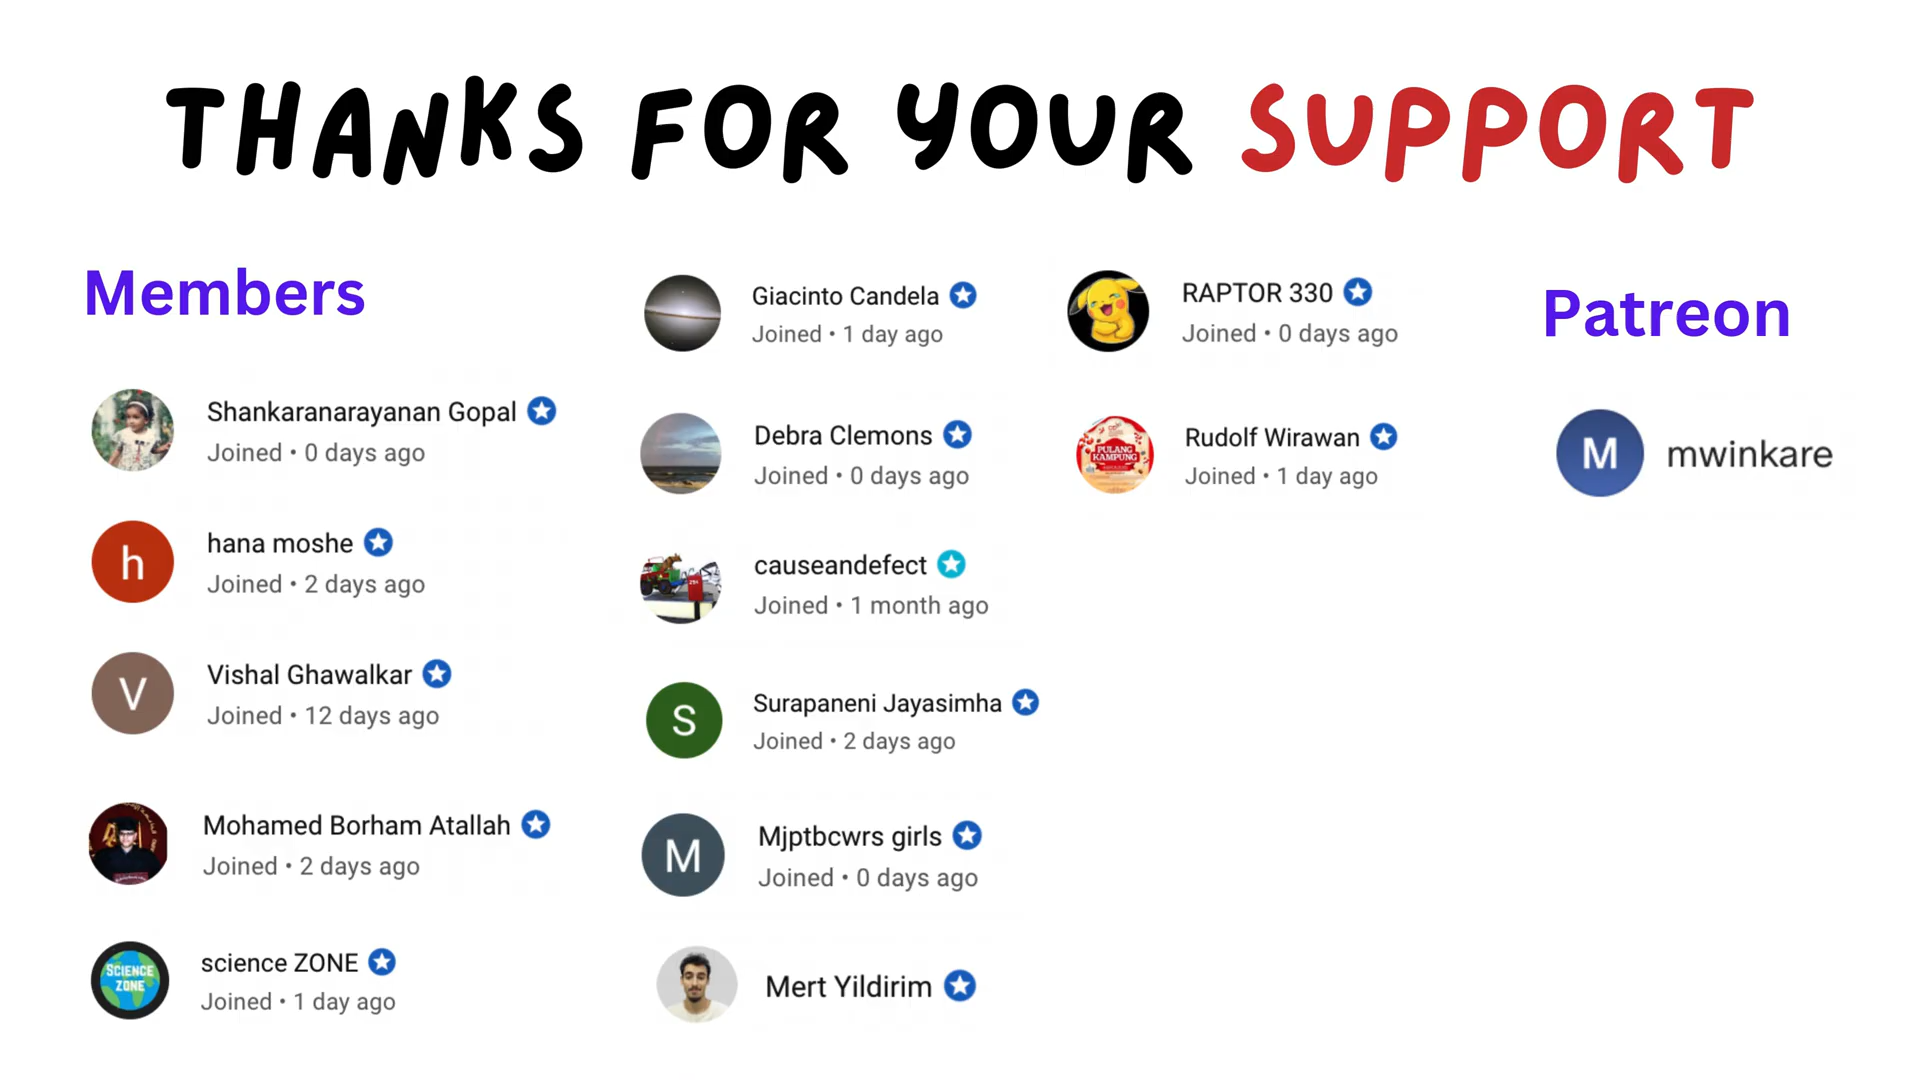 THANKS FOR YOUR SUPPORT
Members
Shankaranarayanan Gopal
Joined • 0 days ago
h
hana moshe
Joined • 2 days ago
V
Vishal Ghawalkar
Joined • 12 days ago
Mohamed Borham Atallah
Joined • 2 days ago
SCIENCE
ZONE
science ZONE
Joined • 1 day ago
Giacinto Candela
Joined • 1 day ago
Debra Clemons
Joined • 0 days ago
causeandefect
Joined • 1 month ago
S
Surapaneni Jayasimha
Joined • 2 days ago
M
Mjptbcwrs girls
Joined • 0 days ago
Mert Yildirim
RAPTOR 330
Joined • 0 days ago
PULANG
KAMPUNG
Rudolf Wirawan
Joined • 1 day ago
Patreon
M
mwinkare